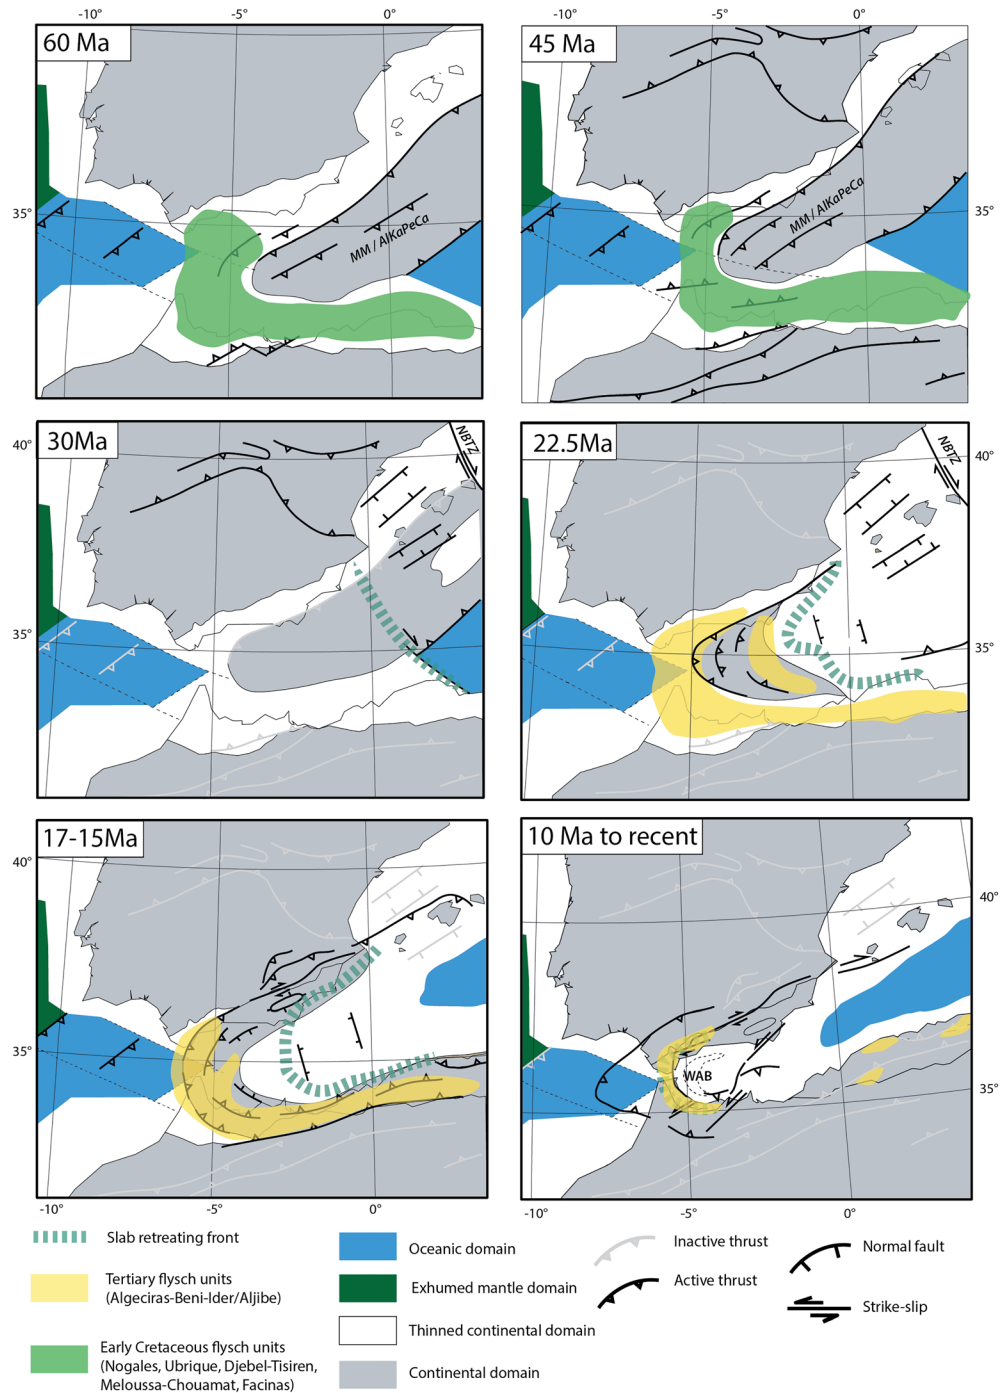 -10°
-5°
0°
-5°
0°
60 Ma
45 Ma
MM / AlKaPeCa
MM / AlKaPeCa
35°
35°
30Ma
22.5Ma
NBTZ
NBTZ
40°
40°
35°
35°
17-15Ma
10 Ma to recent
40°
40°
35°
35°
WAB
-10°
-5°
0°
-10°
-5°
0°
Slab retreating front
Tertiary flysch units
(Algeciras-Beni-Ider/Aljibe)
Early Cretaceous flysch units
(Nogales, Ubrique, Djebel-Tisiren,
Meloussa-Chouamat, Facinas)
Oceanic domain
Exhumed mantle domain
Thinned continental domain
Continental domain
Inactive thrust
Active thrust
Normal fault
Strike-slip